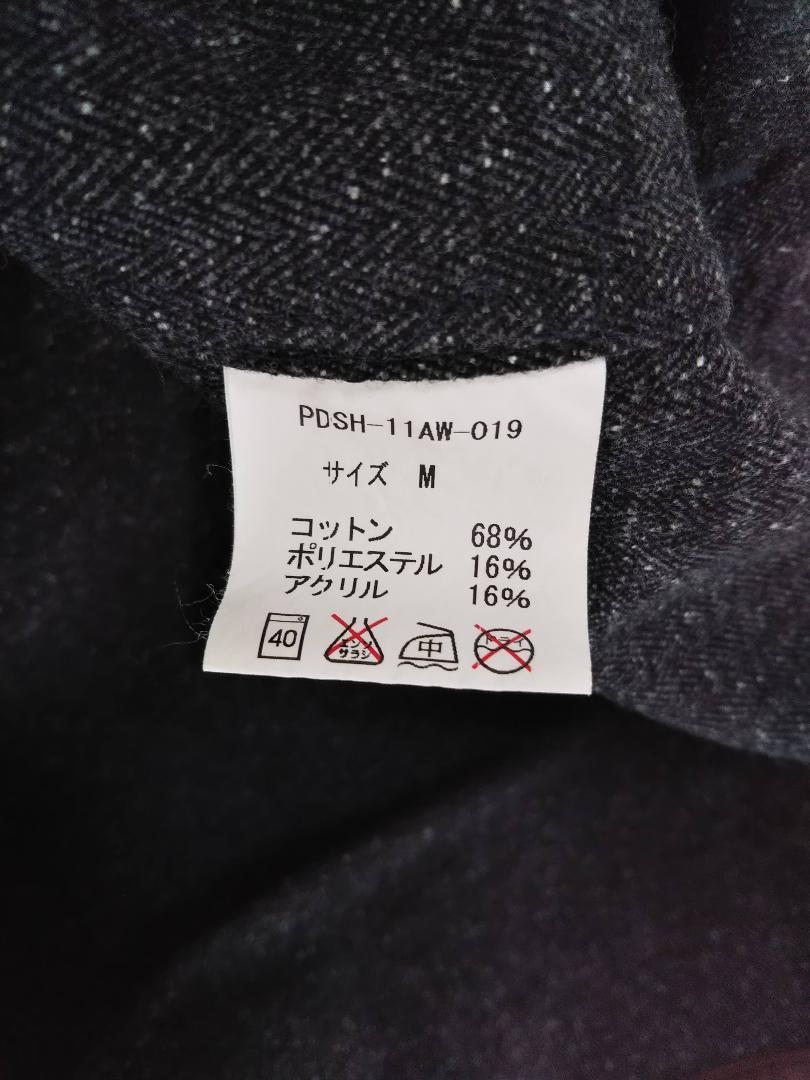 PDSH-11AW-019
サイズ M
コットン 68%
ポリエステル 16%
アクリル 16%
40 エンソ サラシ 中 ドライ